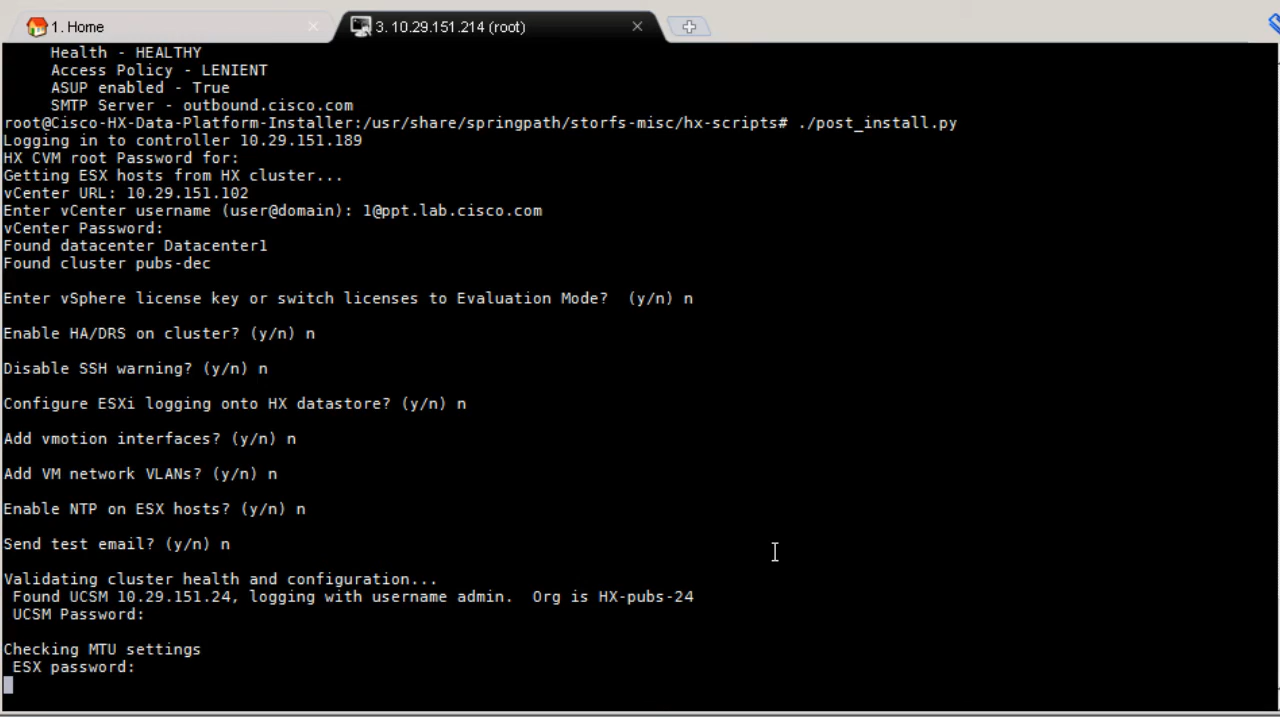 1. Home
3. 10.29.151.214 (root)
Health - HEALTHY
Access Policy - LENIENT
ASUP enabled - True
SMTP Server - outbound.cisco.com
root@Cisco-HX-Data-Platform-Installer:/usr/share/springpath/storfs-misc/hx-scripts# ./post_install.py
Logging in to controller 10.29.151.189
HX CVM root Password for:
Getting ESX hosts from HX cluster...
vCenter URL: 10.29.151.102
Enter vCenter username (user@domain): 1@ppt.lab.cisco.com
vCenter Password:
Found datacenter Datacenter1
Found cluster pubs-dec
Enter vSphere license key or switch licenses to Evaluation Mode?  (y/n) n
Enable HA/DRS on cluster? (y/n) n
Disable SSH warning? (y/n) n
Configure ESXi logging onto HX datastore? (y/n) n
Add vmotion interfaces? (y/n) n
Add VM network VLANs? (y/n) n
Enable NTP on ESX hosts? (y/n) n
Send test email? (y/n) n
Validating cluster health and configuration...
Found UCSM 10.29.151.24, logging with username admin.  Org is HX-pubs-24
UCSM Password:
Checking MTU settings
ESX password: